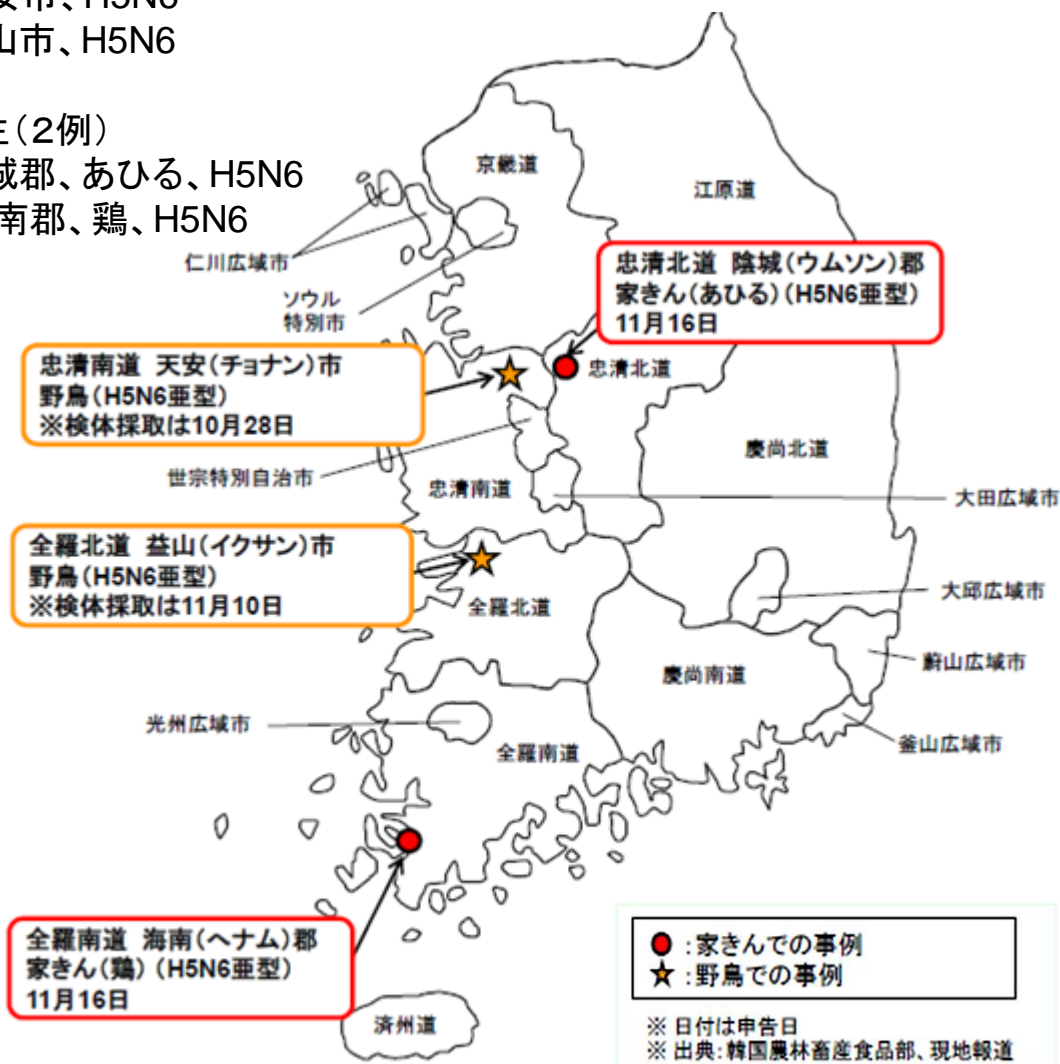 安市、H5N6
山市、H5N6
生(2例)
城郡、あひる、H5N6
南郡、鶏、H5N6
京畿道
江原道
仁川広域市
ソウル
特別市
忠清北道 陰城(ウムソン)郡
家きん(あひる)(H5N6亜型)
11月16日
忠清南道 天安(チョナン)市
野鳥(H5N6亜型)
※検体採取は10月28日
忠清北道
世宗特別自治市
忠清南道
慶尚北道
大田広域市
全羅北道 益山(イクサン)市
野鳥(H5N6亜型)
※検体採取は11月10日
全羅北道
大邱広域市
慶尚南道
蔚山広域市
光州広域市
全羅南道
釜山広域市
全羅南道 海南(ヘナム)郡
家きん(鶏)(H5N6亜型)
11月16日
済州道
:家きんでの事例
:野鳥での事例
※ 日付は申告日
※ 出典:韓国農林畜産食品部、現地報道